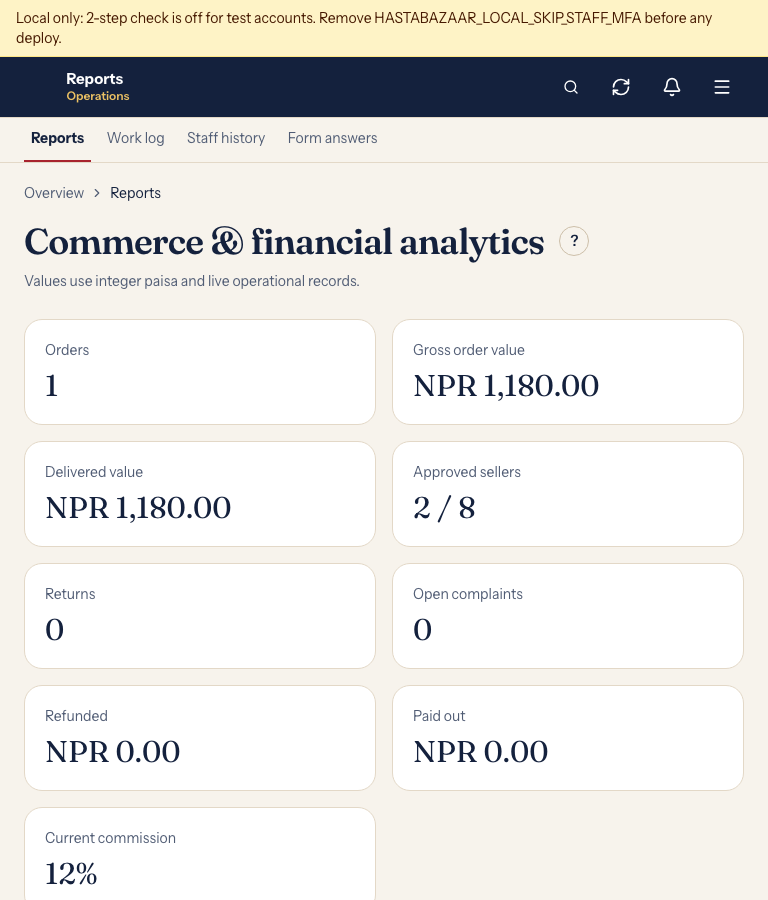 Local only: 2-step check is off for test accounts. Remove HASTABAZAAR_LOCAL_SKIP_STAFF_MFA before any
deploy.
Reports
Operations
Reports
Work log
Staff history
Form answers
Overview > Reports
Commerce & financial analytics ?
Values use integer paisa and live operational records.
Orders
1
Gross order value
NPR 1,180.00
Delivered value
NPR 1,180.00
Approved sellers
2 / 8
Returns
0
Open complaints
0
Refunded
NPR 0.00
Paid out
NPR 0.00
Current commission
12%